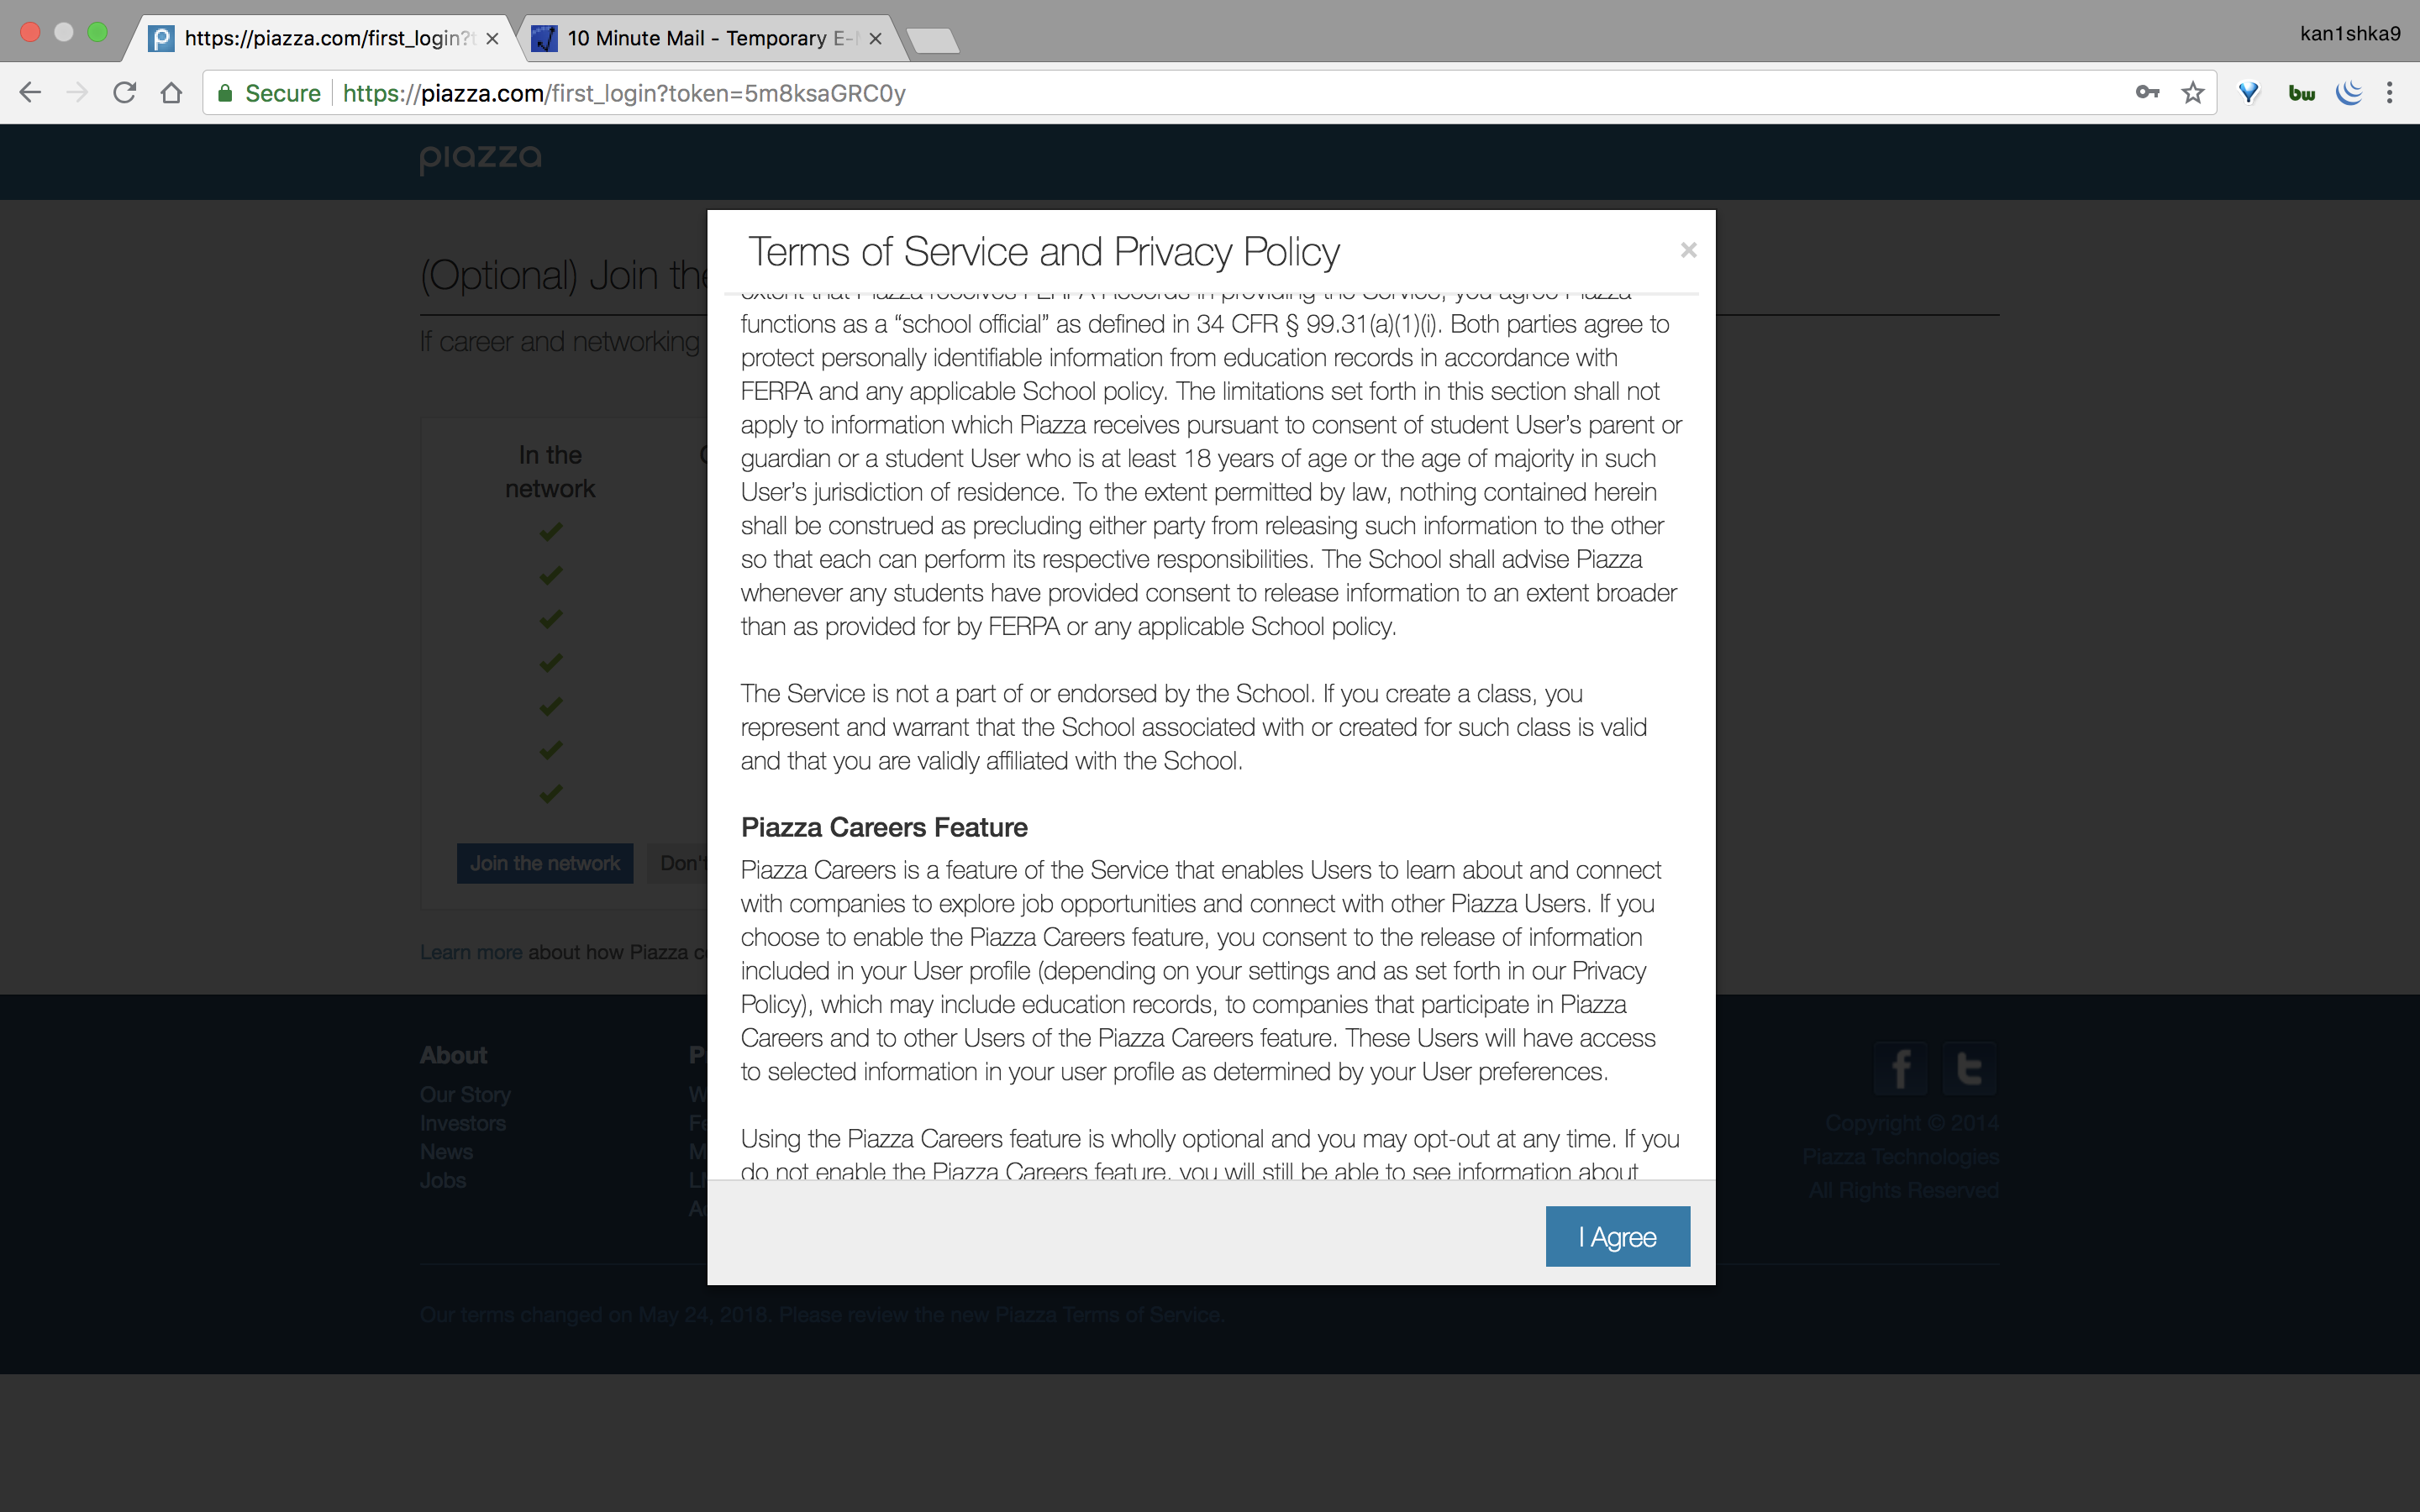 https://piazza.com/first_login?t
10 Minute Mail - Temporary E-
kan1shka9
Secure
https://piazza.com/first_login?token=5m8ksaGRC0y
bw
piazza
(Optional) Join the
If career and networking
In the
network
Join the network
Don't
Learn more about how Piazza c
Terms of Service and Privacy Policy
extent that Piazza receives FERPA Records in providing the Service, you agree Piazza
functions as a “school official” as defined in 34 CFR § 99.31(a)(1)(i). Both parties agree to
protect personally identifiable information from education records in accordance with
FERPA and any applicable School policy. The limitations set forth in this section shall not
apply to information which Piazza receives pursuant to consent of student User’s parent or
guardian or a student User who is at least 18 years of age or the age of majority in such
User’s jurisdiction of residence. To the extent permitted by law, nothing contained herein
shall be construed as precluding either party from releasing such information to the other
so that each can perform its respective responsibilities. The School shall advise Piazza
whenever any students have provided consent to release information to an extent broader
than as provided for by FERPA or any applicable School policy.
The Service is not a part of or endorsed by the School. If you create a class, you
represent and warrant that the School associated with or created for such class is valid
and that you are validly affiliated with the School.
Piazza Careers Feature
Piazza Careers is a feature of the Service that enables Users to learn about and connect
with companies to explore job opportunities and connect with other Piazza Users. If you
choose to enable the Piazza Careers feature, you consent to the release of information
included in your User profile (depending on your settings and as set forth in our Privacy
Policy), which may include education records, to companies that participate in Piazza
Careers and to other Users of the Piazza Careers feature. These Users will have access
to selected information in your user profile as determined by your User preferences.
Using the Piazza Careers feature is wholly optional and you may opt-out at any time. If you
do not enable the Piazza Careers feature, you will still be able to see information about
I Agree
About
Our Story
Investors
News
Jobs
Copyright © 2014
Piazza Technologies
All Rights Reserved
Our terms changed on May 24, 2018. Please review the new Piazza Terms of Service.